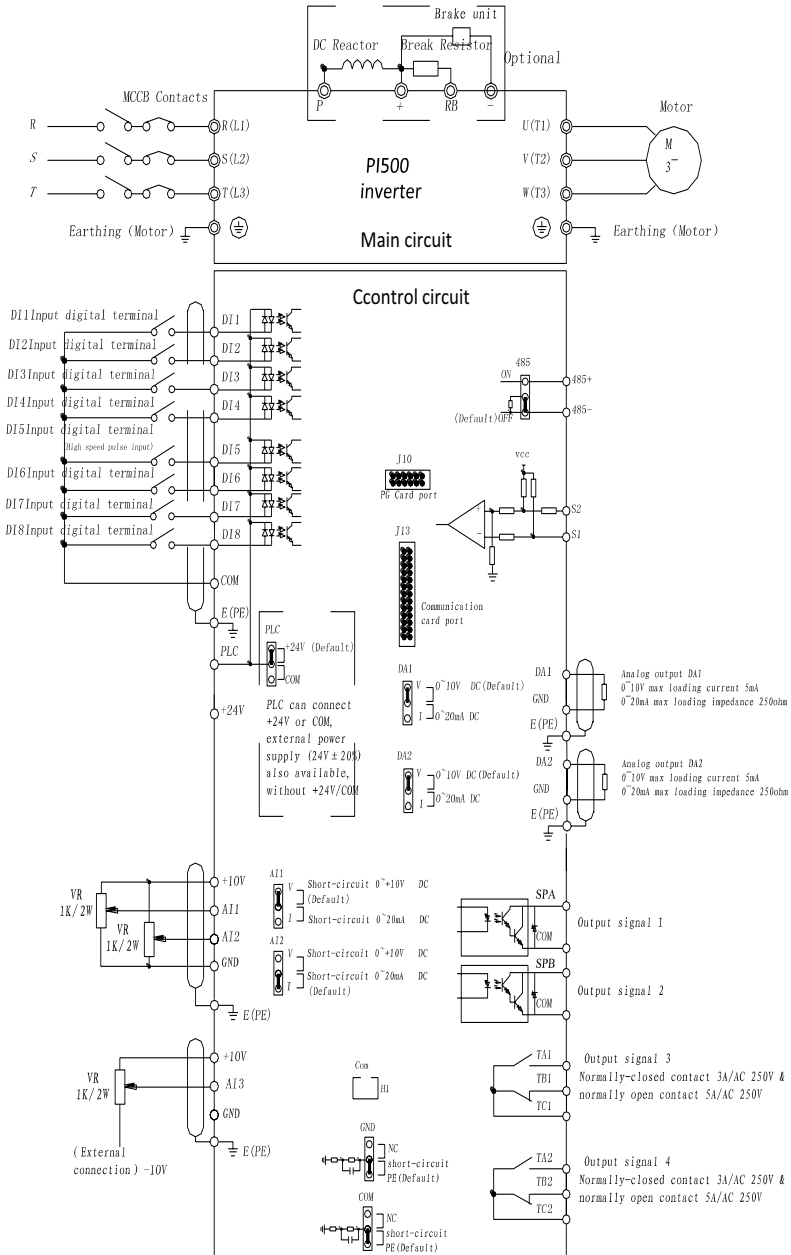 Brake unit
DC Reactor
Break Resistor
Optional
MCCB Contacts
P
+
RB
-
Motor
R
R(L1)
U(T1)
M
3~
S
S(L2)
V(T2)
T
T(L3)
W(T3)
PI500
inverter
Earthing (Motor)
Earthing (Motor)
Main circuit
Ccontrol circuit
DI1Input digital terminal
DI1
DI2Input digital terminal
DI2
DI3Input digital terminal
DI3
DI4Input digital terminal
DI4
DI5Input digital terminal
(High speed pulse input)
DI5
DI6Input digital terminal
DI6
DI7Input digital terminal
DI7
DI8Input digital terminal
DI8
COM
E(PE)
PLC
+24V
485
ON
485+
(Default)OFF
485-
J10
PG Card port
vcc
+
-
S2
S1
J13
Communication
card port
PLC
+24V (Default)
COM
PLC can connect
+24V or COM,
external power
supply (24V±20%)
also available,
without +24V/COM
DA1
V
0~10V DC(Default)
I
0~20mA DC
DA2
V
0~10V DC(Default)
I
0~20mA DC
DA1
GND
E(PE)
Analog output DA1
0~10V max loading current 5mA
0~20mA max loading impedance 250ohm
DA2
GND
E(PE)
Analog output DA2
0~10V max loading current 5mA
0~20mA max loading impedance 250ohm
VR
1K/2W
VR
1K/2W
+10V
AI1
AI2
GND
E(PE)
AI1
V
Short-circuit 0~+10V DC
(Default)
I
Short-circuit 0~20mA DC
AI2
V
Short-circuit 0~+10V DC
I
Short-circuit 0~20mA DC
(Default)
SPA
COM
Output signal 1
SPB
COM
Output signal 2
VR
1K/2W
+10V
AI3
GND
E(PE)
(External
connection) -10V
Com
H1
GND
NC
short-circuit
PE(Default)
COM
NC
short-circuit
PE(Default)
TA1
TB1
TC1
Output signal 3
Normally-closed contact 3A/AC 250V &
normally open contact 5A/AC 250V
TA2
TB2
TC2
Output signal 4
Normally-closed contact 3A/AC 250V &
normally open contact 5A/AC 250V